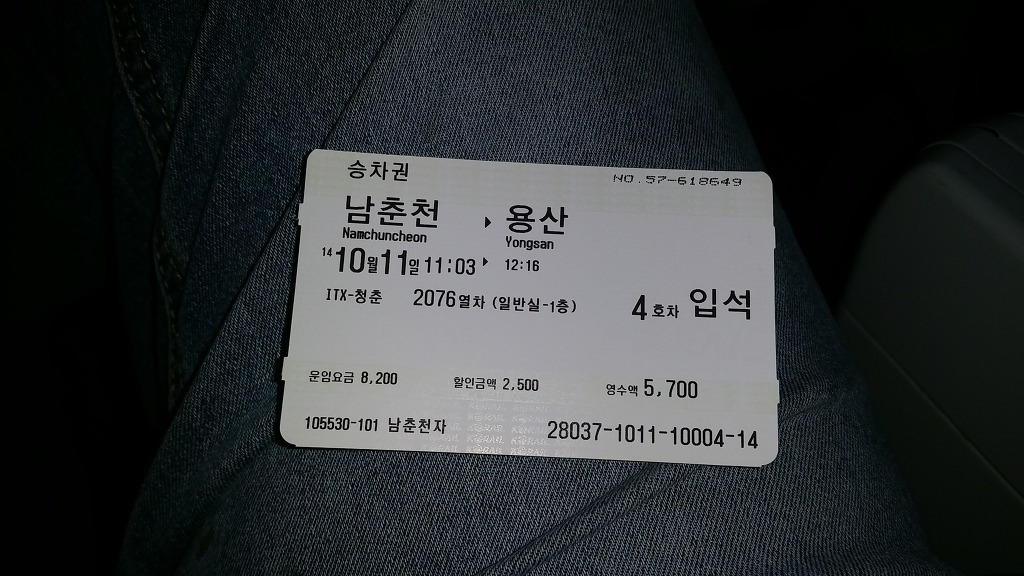 승차권 NO.57-618649
남춘천 ▶ 용산
Namchuncheon Yongsan
14 10월 11일 11:03 ▶ 12:16
ITX-청춘 2076열차 (일반실-1층) 4호차 입석
운임요금 8,200 할인금액 2,500 영수액 5,700
105530-101 남춘천자 28037-1011-10004-14